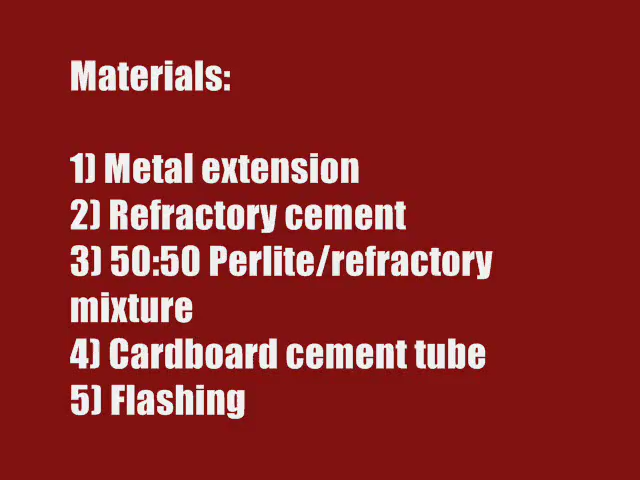 Materials:
1) Metal extension
2) Refractory cement
3) 50:50 Perlite/refractory
mixture
4) Cardboard cement tube
5) Flashing